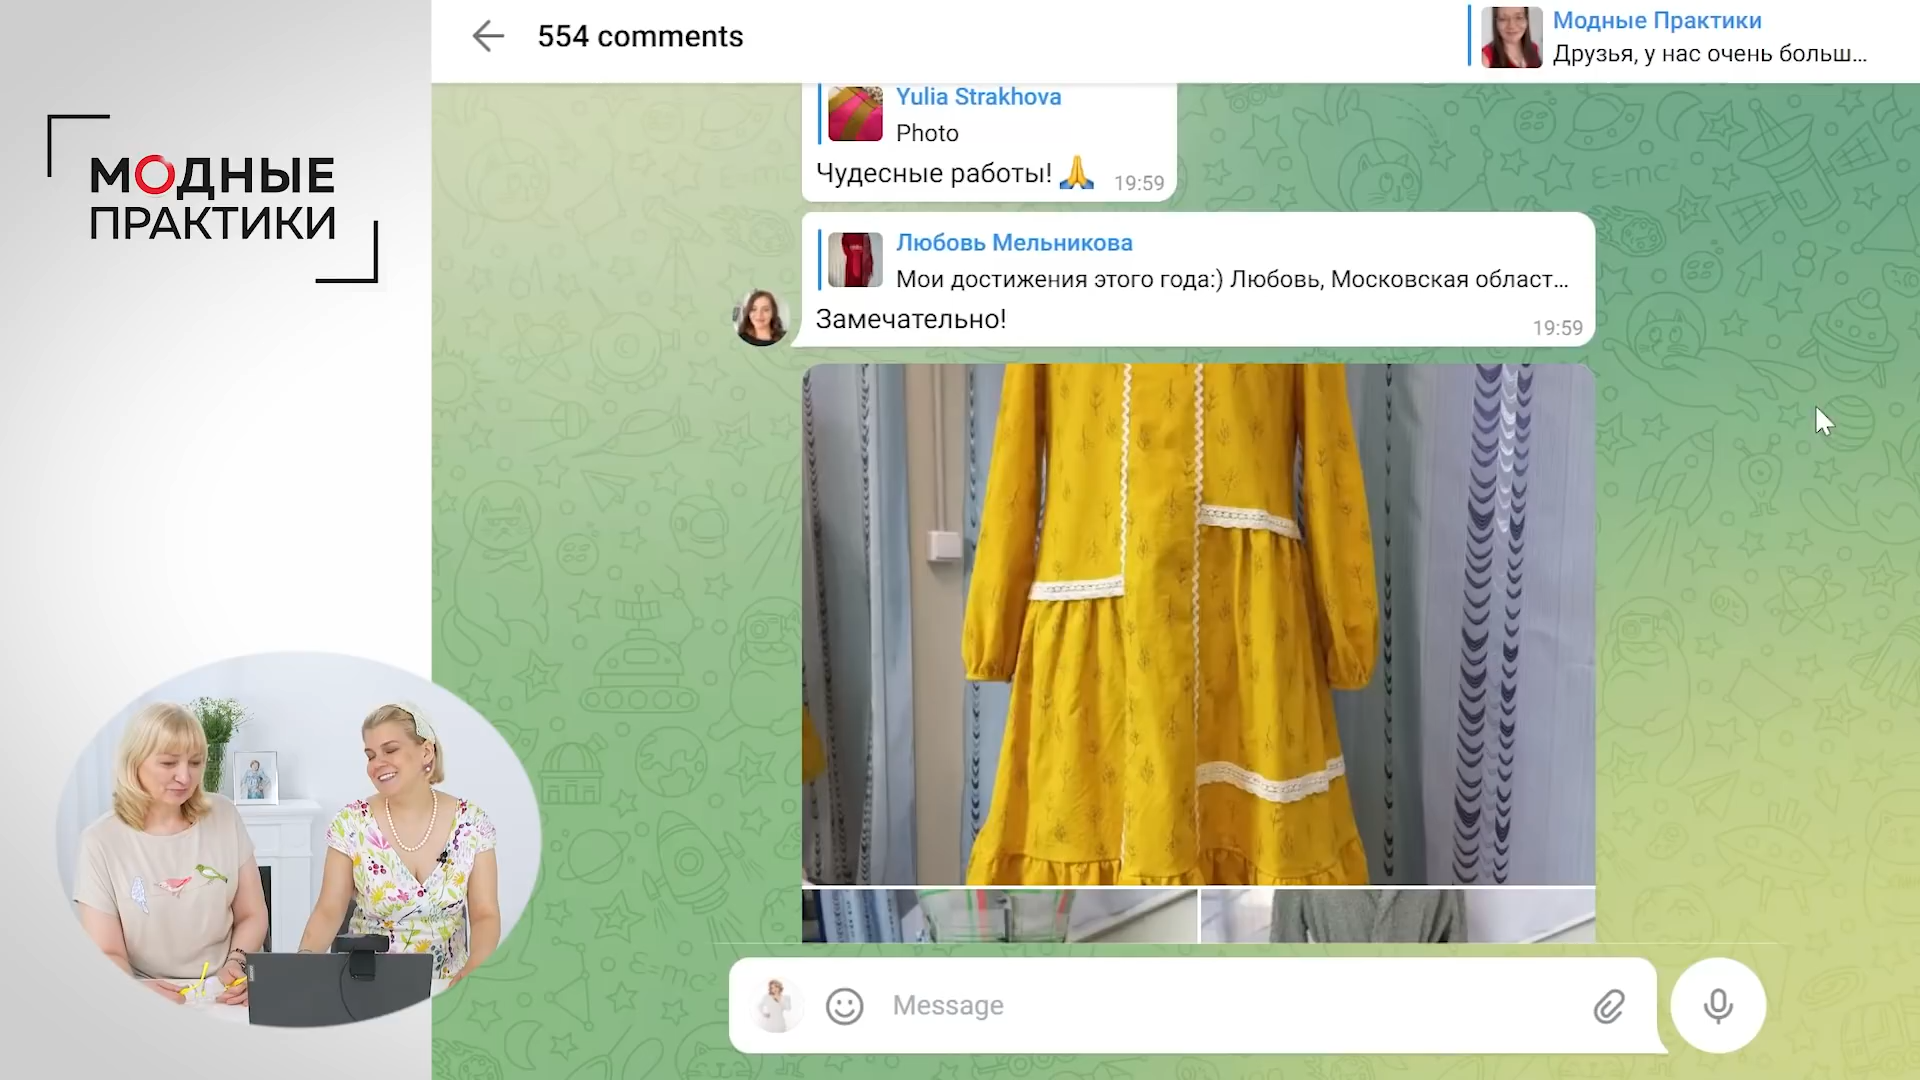 МОДНЫЕ
ПРАКТИКИ
554 comments
Модные Практики
Друзья, у нас очень больш...
Yulia Strakhova
Photo
Чудесные работы! 🙏 19:59
Любовь Мельникова
Мои достижения этого года:) Любовь, Московская област...
Замечательно!
19:59
Message